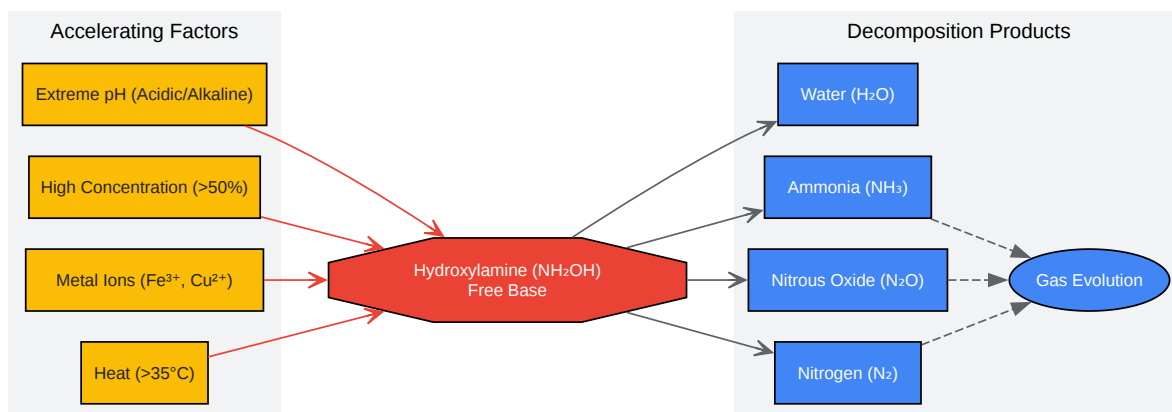 Accelerating Factors
Extreme pH (Acidic/Alkaline)
High Concentration (>50%)
Metal Ions (Fe³⁺, Cu²⁺)
Heat (>35°C)
Hydroxylamine (NH₂OH)
Free Base
Decomposition Products
Water (H₂O)
Ammonia (NH₃)
Nitrous Oxide (N₂O)
Nitrogen (N₂)
Gas Evolution